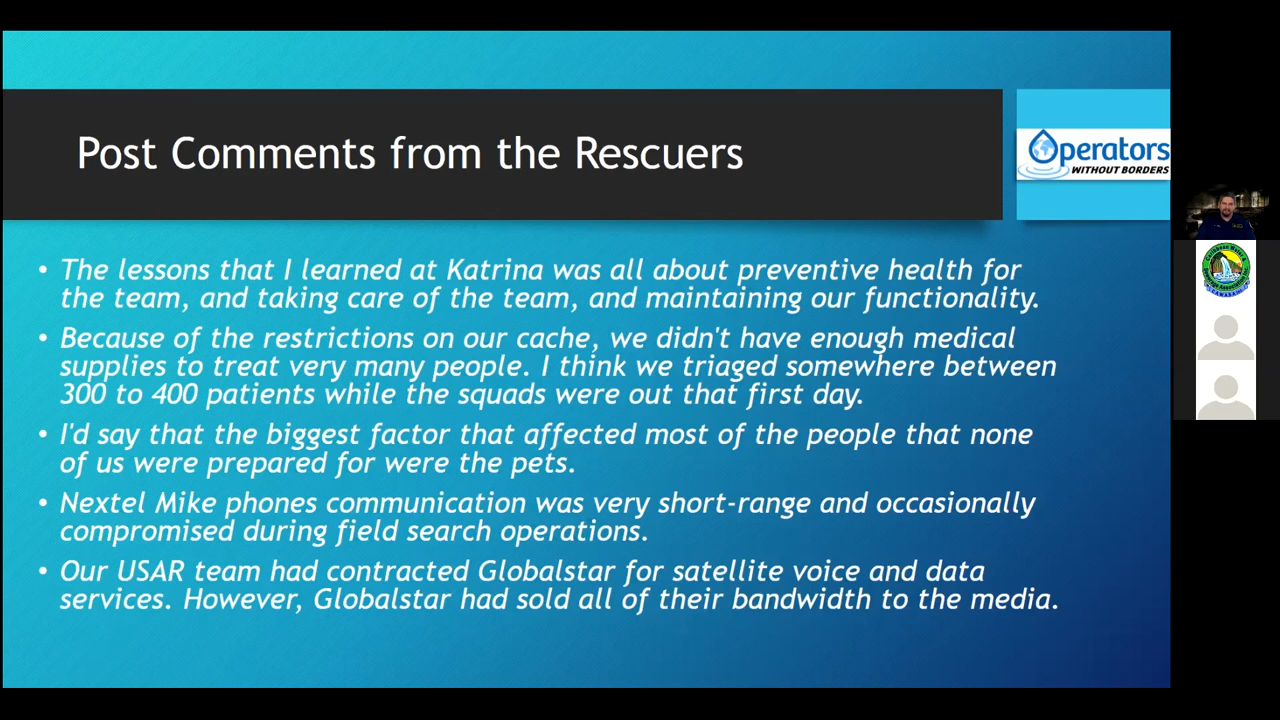 Post Comments from the Rescuers
Operators
WITHOUT BORDERS
• The lessons that I learned at Katrina was all about preventive health for
the team, and taking care of the team, and maintaining our functionality.
• Because of the restrictions on our cache, we didn't have enough medical
supplies to treat very many people. I think we triaged somewhere between
300 to 400 patients while the squads were out that first day.
• I'd say that the biggest factor that affected most of the people that none
of us were prepared for were the pets.
• Nextel Mike phones communication was very short-range and occasionally
compromised during field search operations.
• Our USAR team had contracted Globalstar for satellite voice and data
services. However, Globalstar had sold all of their bandwidth to the media.